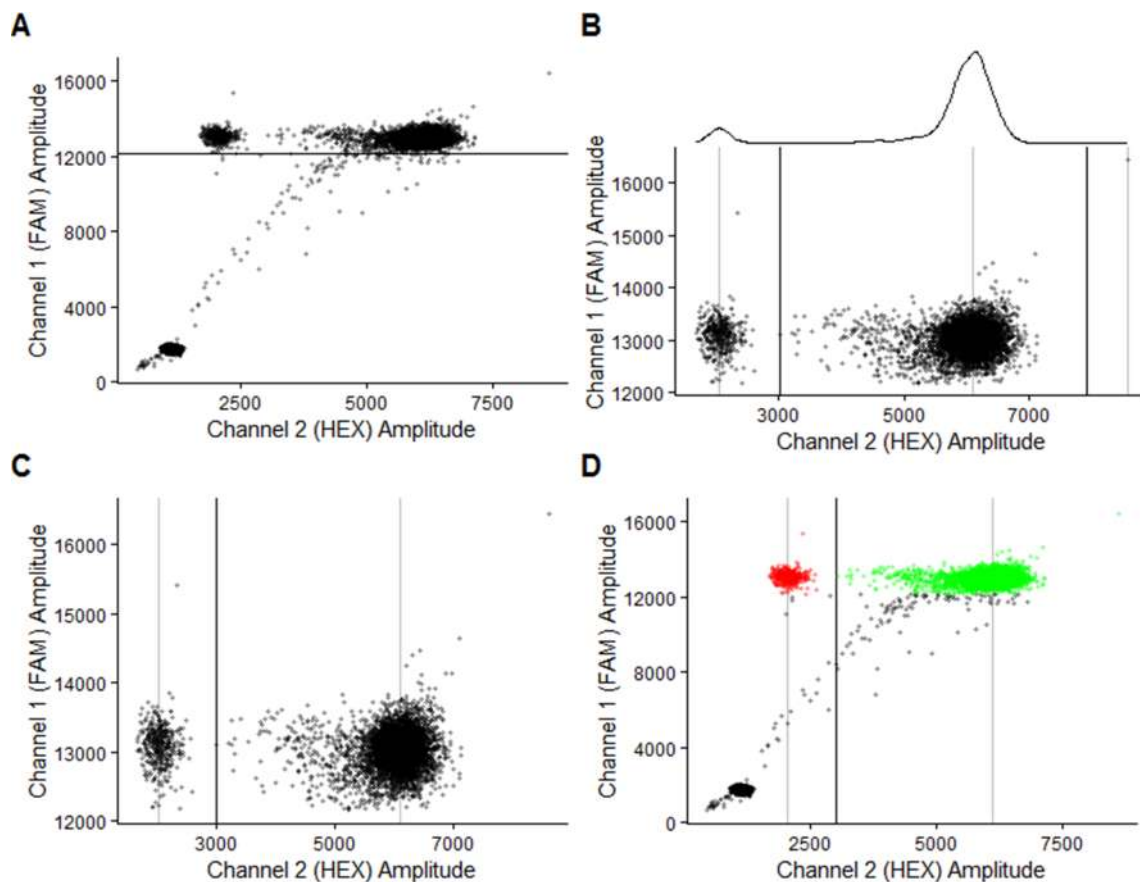 A
16000
12000
8000
4000
0
Channel 1 (FAM) Amplitude
2500 5000 7500
Channel 2 (HEX) Amplitude
B
16000
15000
14000
13000
12000
Channel 1 (FAM) Amplitude
3000 5000 7000
Channel 2 (HEX) Amplitude
C
16000
15000
14000
13000
12000
Channel 1 (FAM) Amplitude
3000 5000 7000
Channel 2 (HEX) Amplitude
D
16000
12000
8000
4000
0
Channel 1 (FAM) Amplitude
2500 5000 7500
Channel 2 (HEX) Amplitude